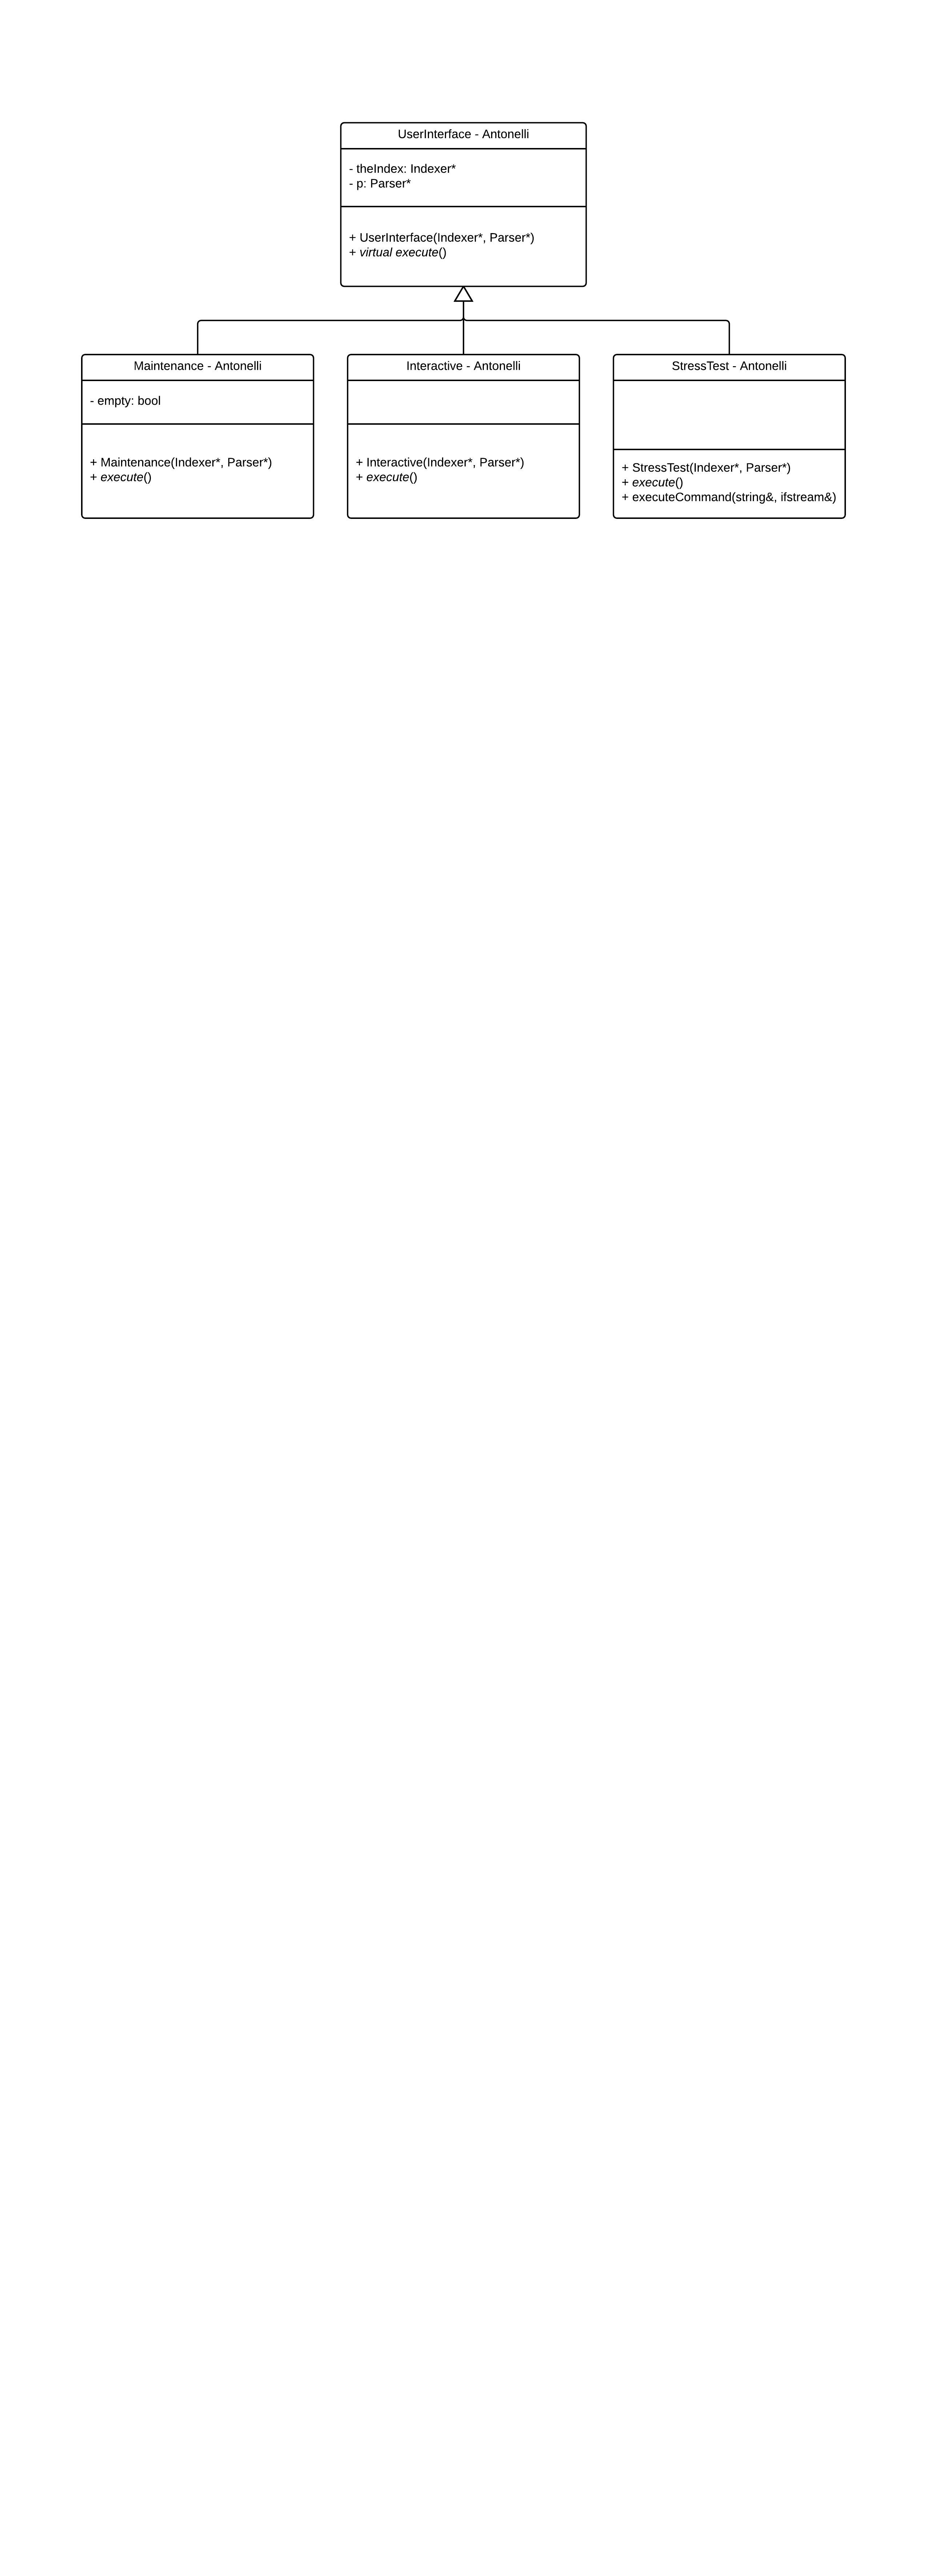 UserInterface - Antonelli
- theIndex: Indexer*
- p: Parser*
+ UserInterface(Indexer*, Parser*)
+ virtual execute()
Maintenance - Antonelli
- empty: bool
+ Maintenance(Indexer*, Parser*)
+ execute()
Interactive - Antonelli
+ Interactive(Indexer*, Parser*)
+ execute()
StressTest - Antonelli
+ StressTest(Indexer*, Parser*)
+ execute()
+ executeCommand(string&, ifstream&)